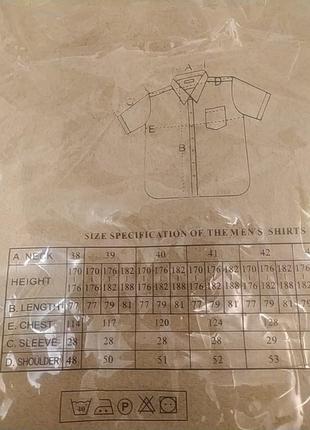 A
D
C
E
B
SIZE SPECIFICATION OF THE MEN'S SHIRTS
A NECK 38 39 40 41 42
HEIGHT 170 170 176 182 170 176 182 170 176 182 176 182
176 176 182 188 176 182 188 176 182 188 182 188
B. LENGTH 77 77 79 81 77 79 81 77 79 81 79 81
E. CHEST 114 117 120 124 128
C. SLEEVE 28 28 28 28 29
D. SHOULDER 48 50 51 52 53
40
P